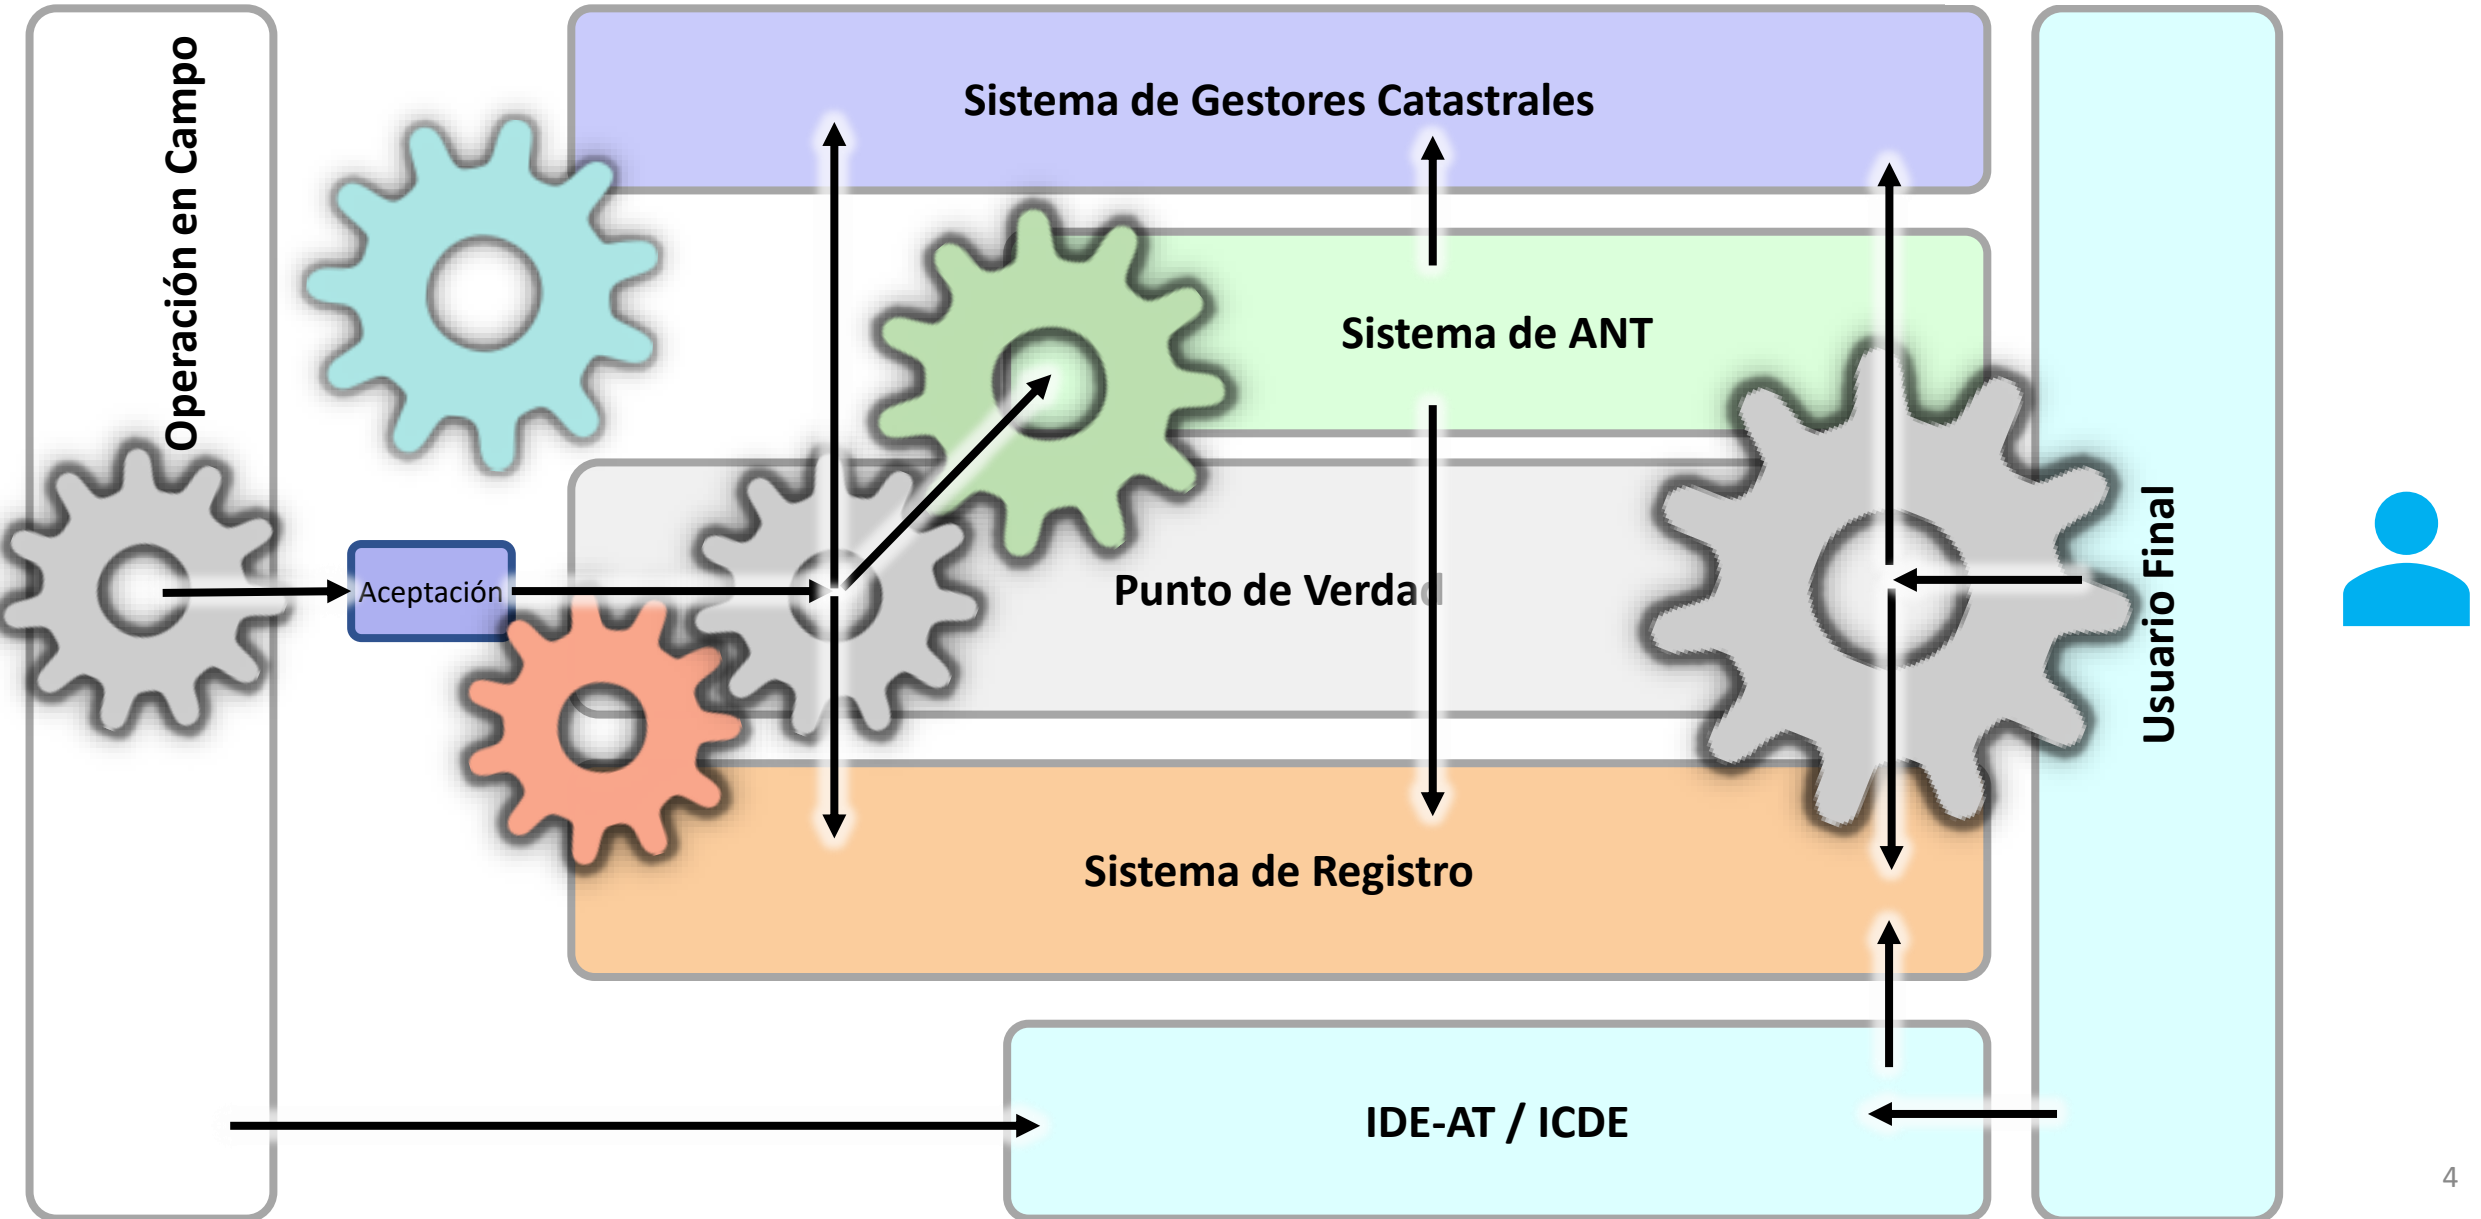 Operación en Campo
Sistema de Gestores Catastrales
Sistema de ANT
Aceptación
Punto de Verdad
Usuario Final
Sistema de Registro
IDE-AT / ICDE
4